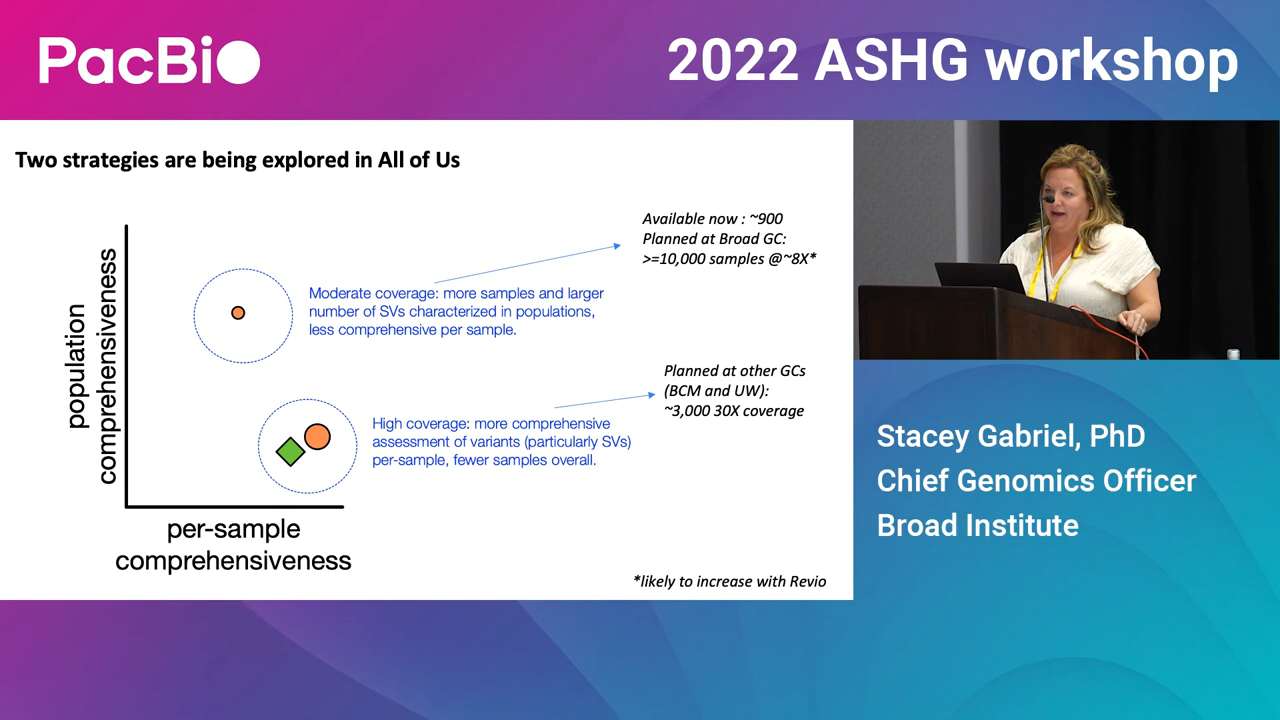 PacBio
2022 ASHG workshop
Two strategies are being explored in All of Us
population
comprehensiveness
per-sample
comprehensiveness
Moderate coverage: more samples and larger
number of SVs characterized in populations,
less comprehensive per sample.
Available now : ~900
Planned at Broad GC:
>=10,000 samples @~8X*
High coverage: more comprehensive
assessment of variants (particularly SVs)
per-sample, fewer samples overall.
Planned at other GCs
(BCM and UW):
~3,000 30X coverage
*likely to increase with Revio
Stacey Gabriel, PhD
Chief Genomics Officer
Broad Institute